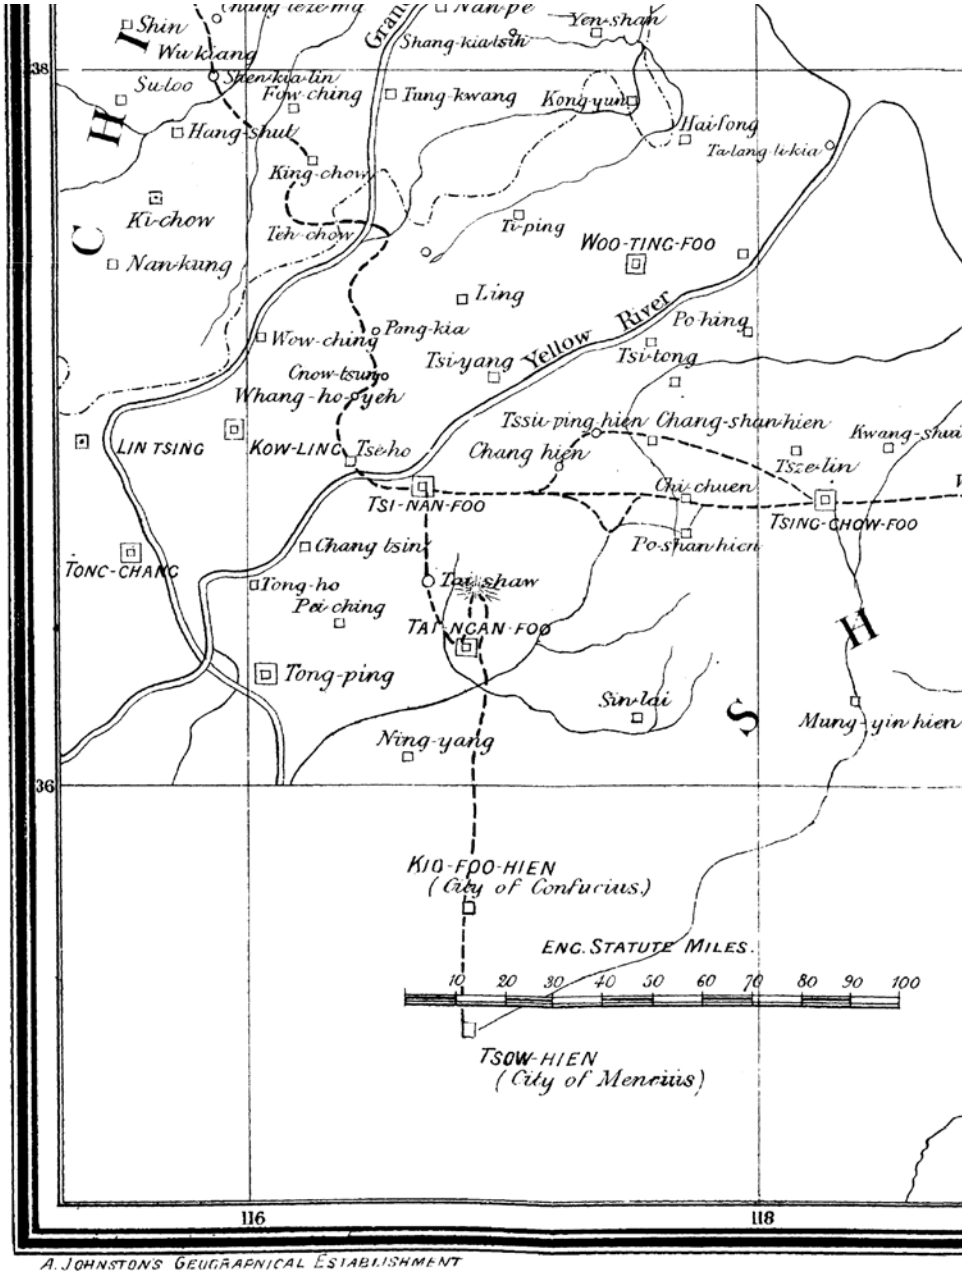 Nan-pe
Yen-shan
Shin
Gran
Shang-kia-tsih
Wu kiang
38
Shen-kia-lin
Su-loo
Fow-ching
Tung-kwang
Kong-yun
I
H
C
Hang-shui
Hai-fong
Ta-lang-li-kia
King-chow
Ki-chow
Teh-chow
Ti-ping
WOO-TING-FOO
Nan-kung
Ling
Yellow River
Po-hing
Wow-ching
Pang-kia
Tsi-yang
Tsi-tong
Cnow-tsun
Whang-ho-yeh
Tssu-ping-hien
Chang-shan-hien
LIN TSING
KOW-LING
Tse-ho
Chang hien
Kwang-shui
Tsze-lin
Chi-chuen
TSI-NAN-FOO
TSING-CHOW-FOO
W
Chang tsin
Po-shan-hien
TONC-CHANG
Tong-ho
Tai-shaw
Pei-ching
TAI-NGAN-FOO
H
Tong-ping
Sin-lai
S
Mung-yin hien
Ning-yang
36
KIO-FOO-HIEN
(City of Confucius.)
ENG. STATUTE MILES.
10 20 30 40 50 60 70 80 90 100
TSOW-HIEN
(City of Mencius)
116 118
A. JOHNSTON'S GEOGRAPHICAL ESTABLISHMENT